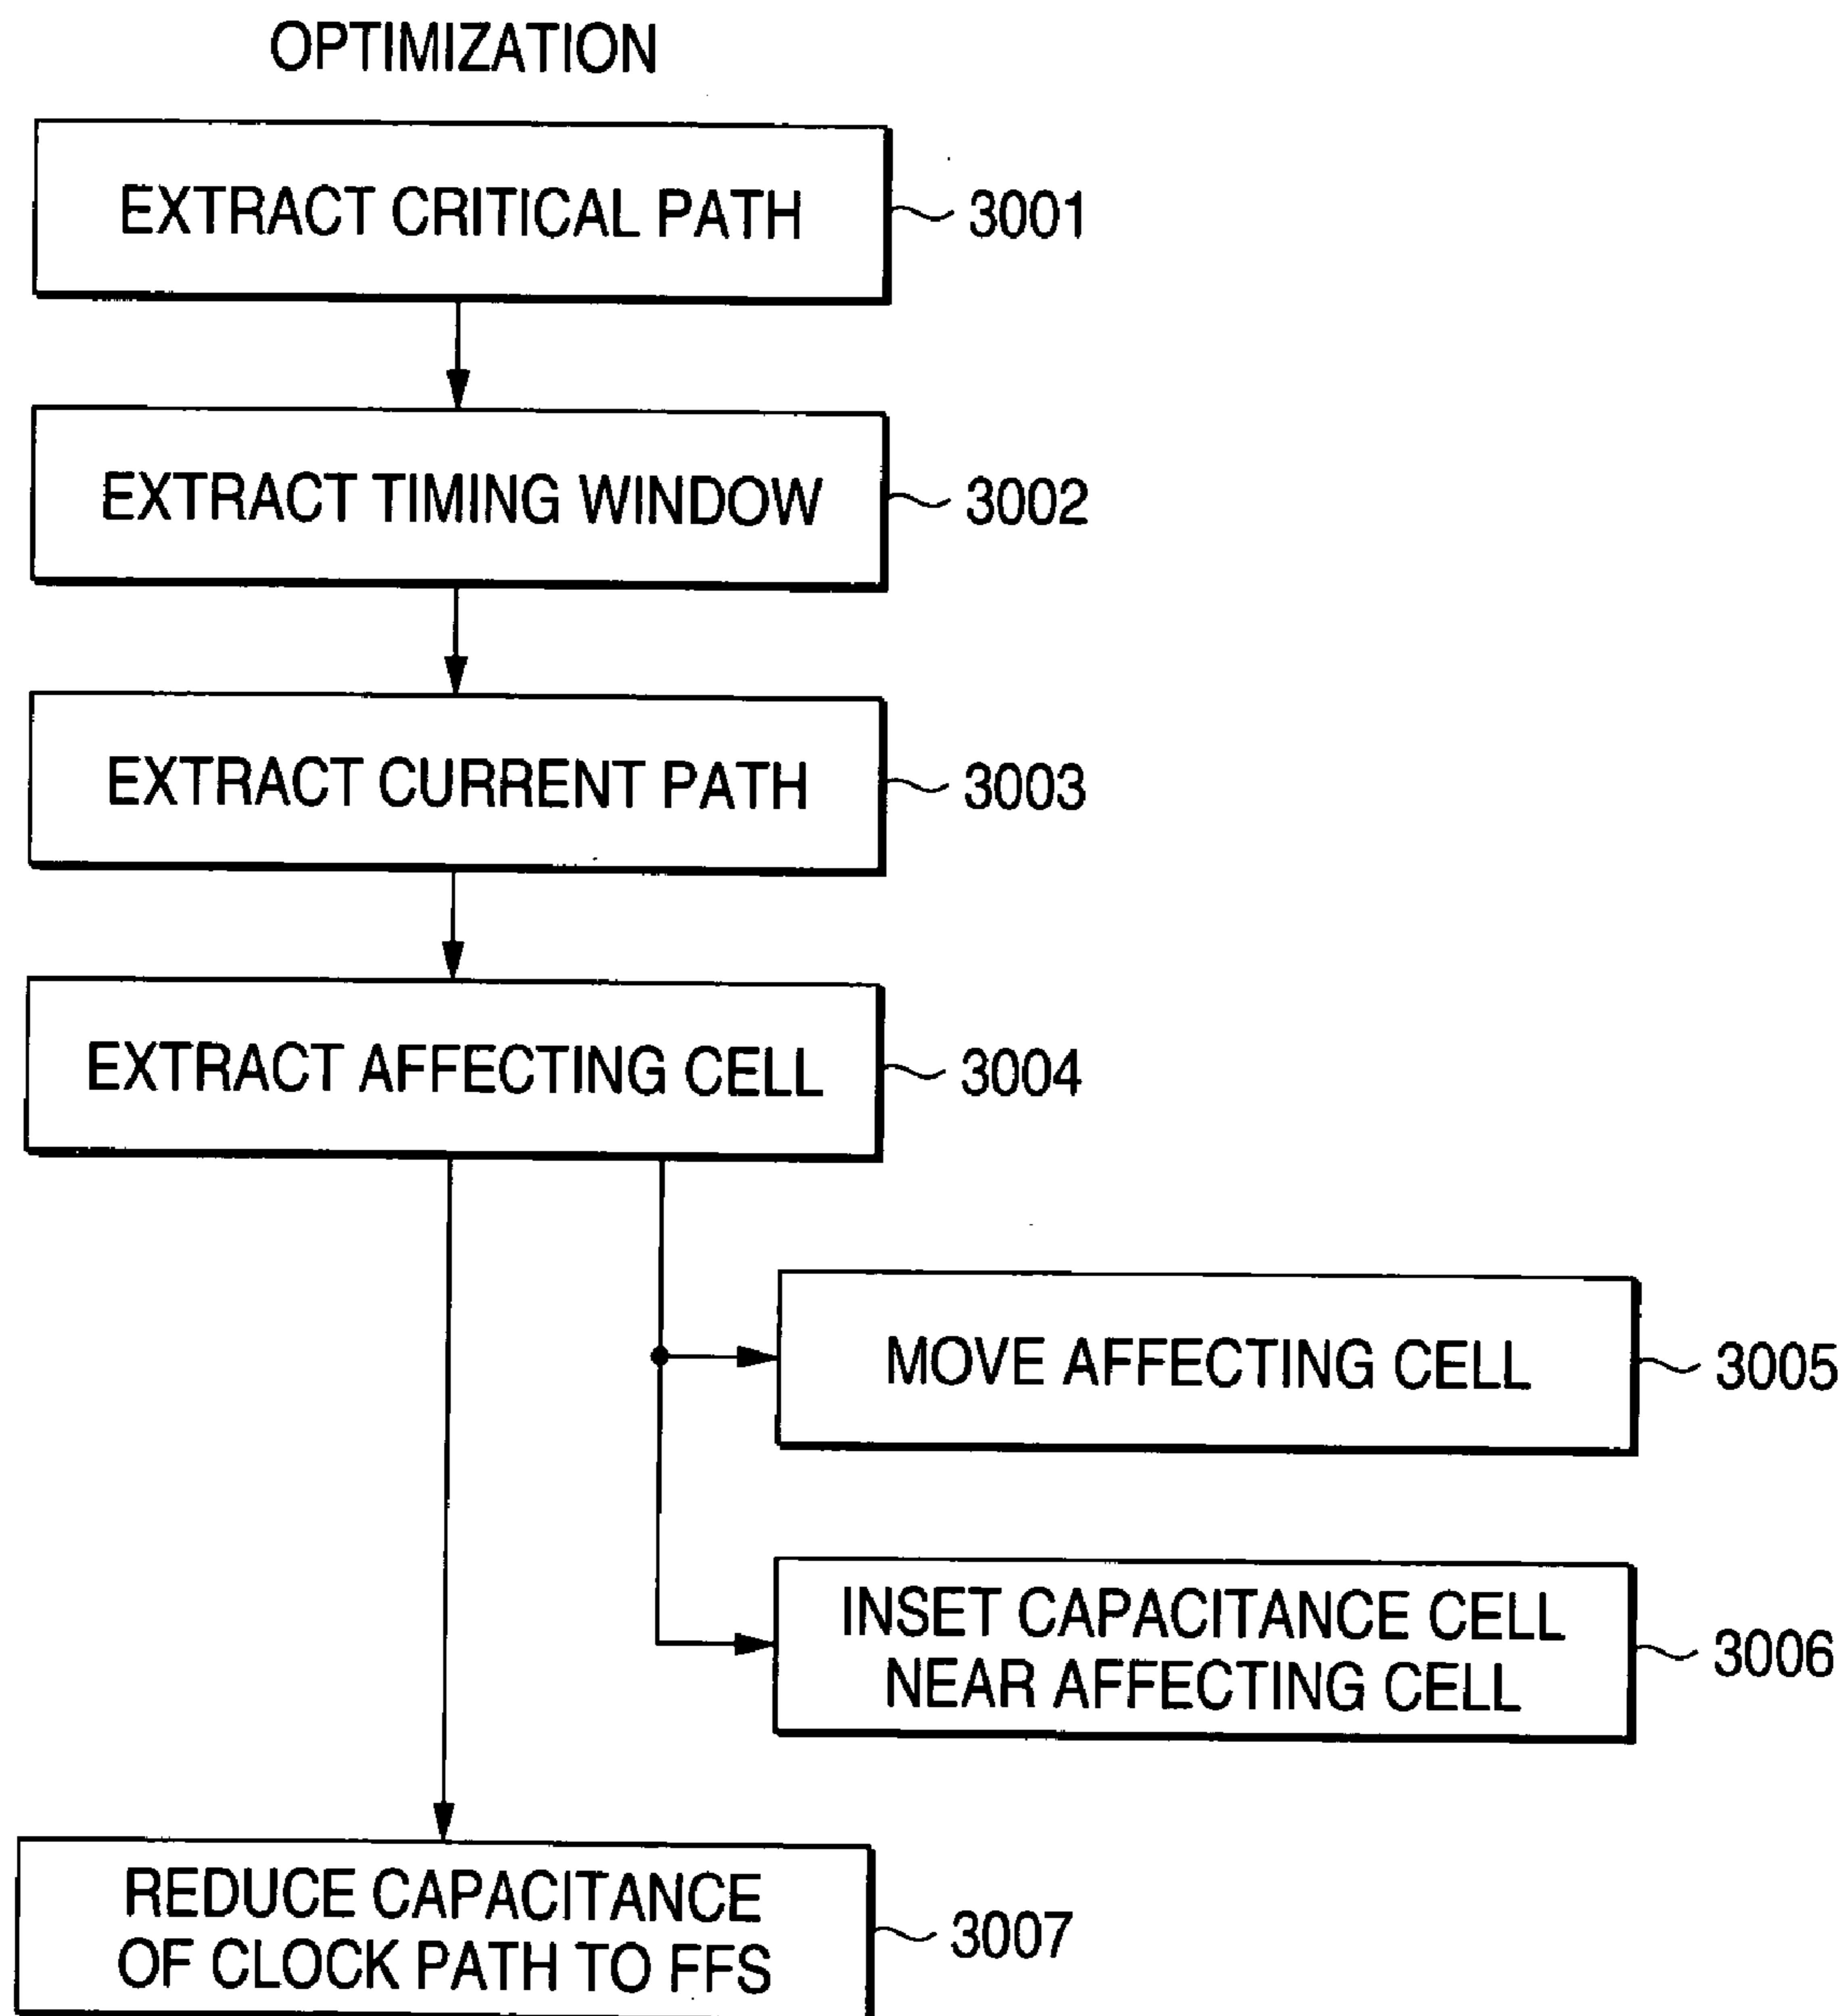 OPTIMIZATION
EXTRACT CRITICAL PATH
3001
EXTRACT TIMING WINDOW
3002
EXTRACT CURRENT PATH
3003
EXTRACT AFFECTING CELL
3004
MOVE AFFECTING CELL
3005
INSET CAPACITANCE CELL
NEAR AFFECTING CELL
3006
REDUCE CAPACITANCE
OF CLOCK PATH TO FFS
3007